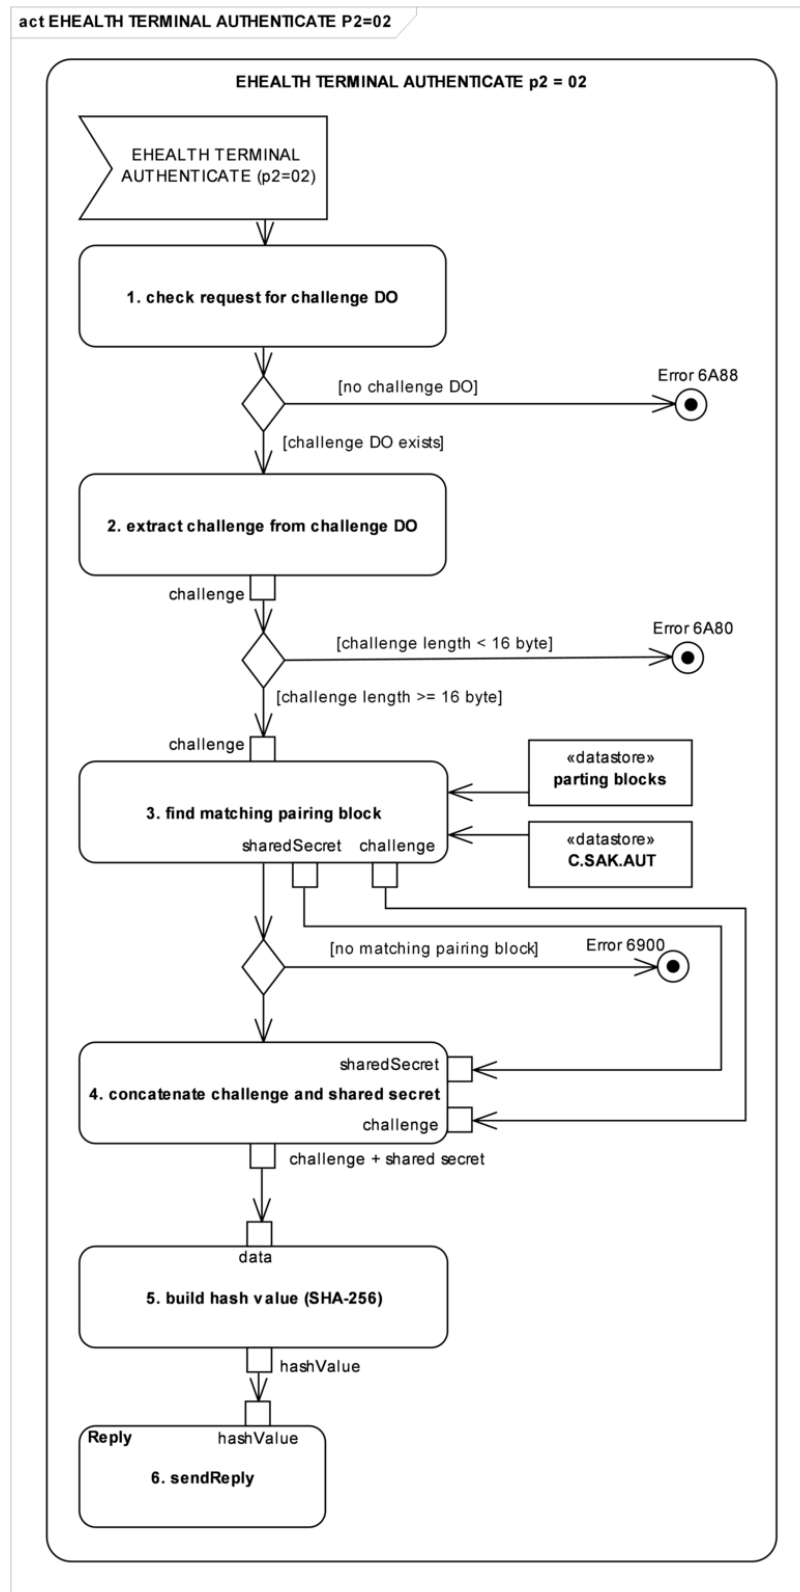 act EHEALTH TERMINAL AUTHENTICATE P2=02
EHEALTH TERMINAL AUTHENTICATE p2 = 02
EHEALTH TERMINAL
AUTHENTICATE (p2=02)
1. check request for challenge DO
Error 6A88
[no challenge DO]
[challenge DO exists]
2. extract challenge from challenge DO
challenge
Error 6A80
[challenge length < 16 byte]
[challenge length >= 16 byte]
challenge
«datastore»
parting blocks
3. find matching pairing block
«datastore»
C.SAK.AUT
sharedSecret
challenge
[no matching pairing block]
Error 6900
sharedSecret
4. concatenate challenge and shared secret
challenge
challenge + shared secret
data
5. build hash value (SHA-256)
hashValue
Reply
hashValue
6. sendReply